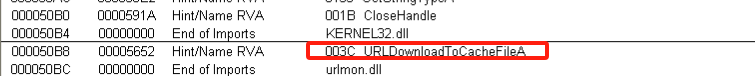 000050B0 0000591A Hint/Name RVA 001B CloseHandle
000050B4 00000000 End of Imports KERNEL32.dll
000050B8 00005652 Hint/Name RVA 003C URLDownloadToCacheFileA
000050BC 00000000 End of Imports urlmon.dll